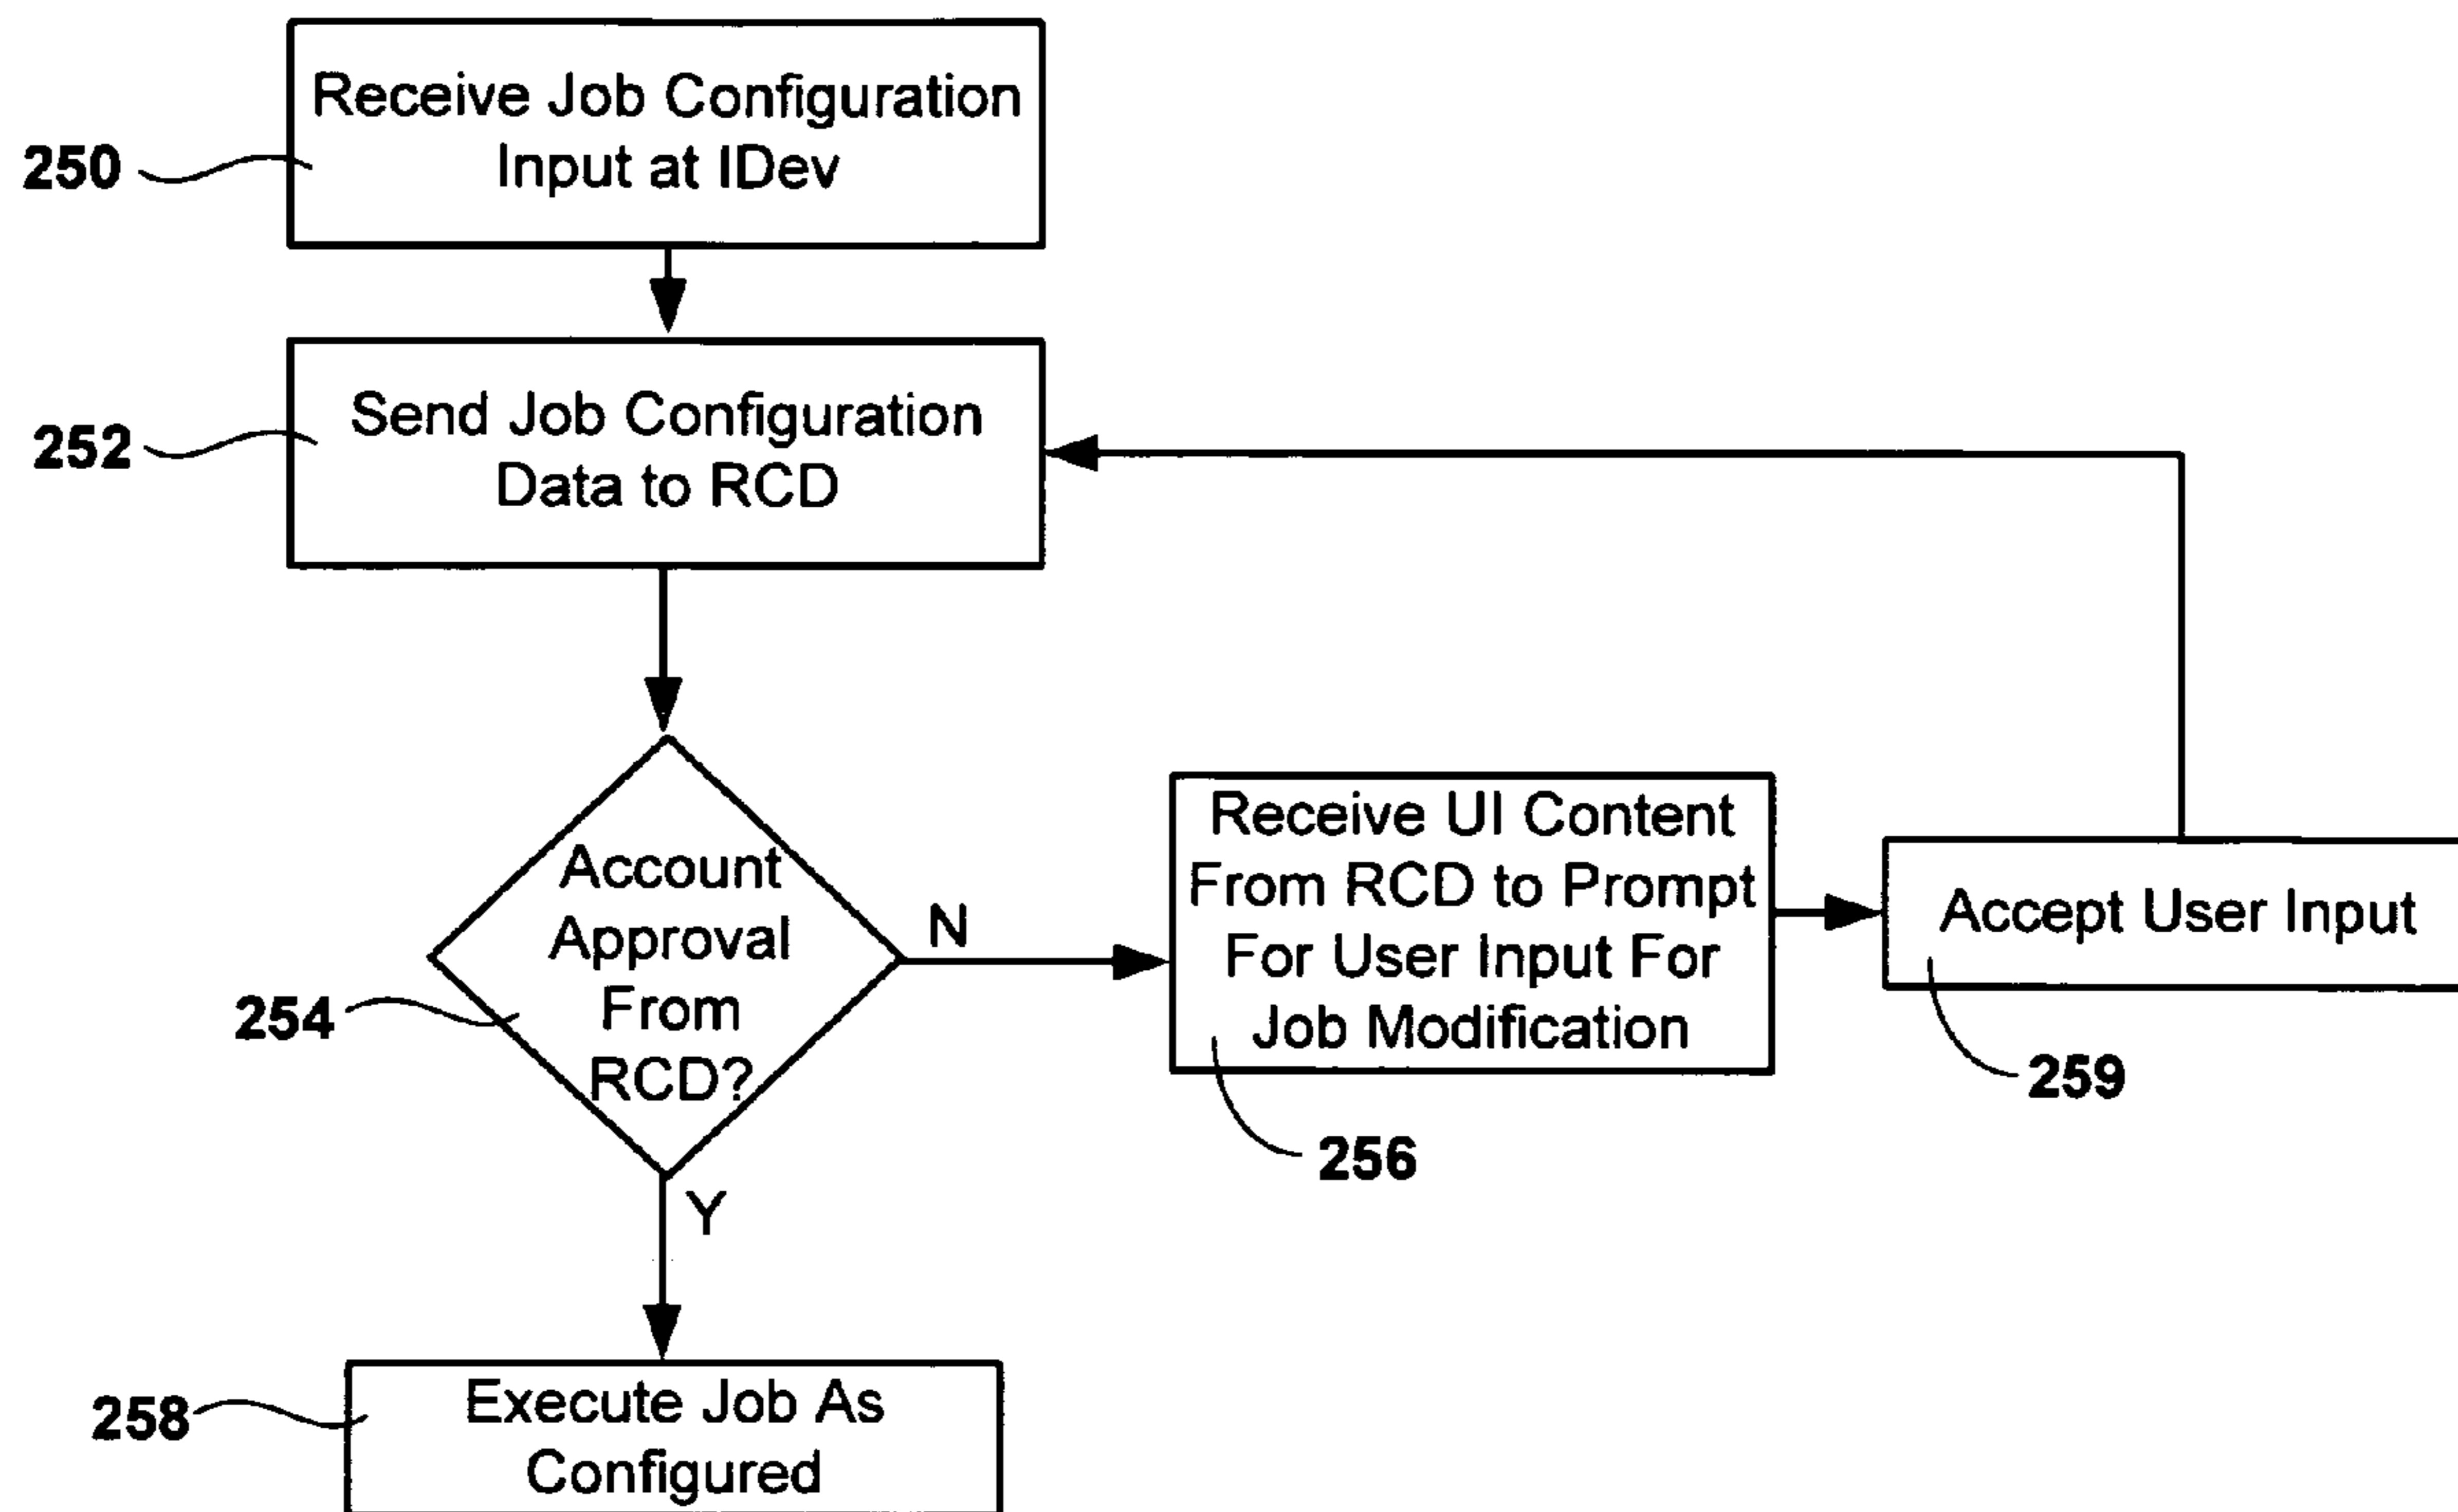 Receive Job Configuration
Input at IDev
250
Send Job Configuration
Data to RCD
252
Account
Approval
From
RCD?
254
N
Y
Receive UI Content
From RCD to Prompt
For User Input For
Job Modification
256
Accept User Input
259
Execute Job As
Configured
258